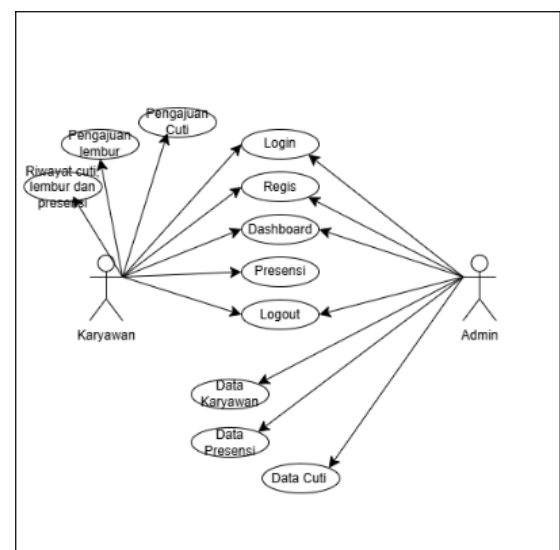 Pengajuan
Cuti
Pengajuan
lembur
Riwayat cuti,
lembur dan
presensi
Login
Regis
Dashboard
Presensi
Logout
Karyawan
Admin
Data
Karyawan
Data
Presensi
Data Cuti